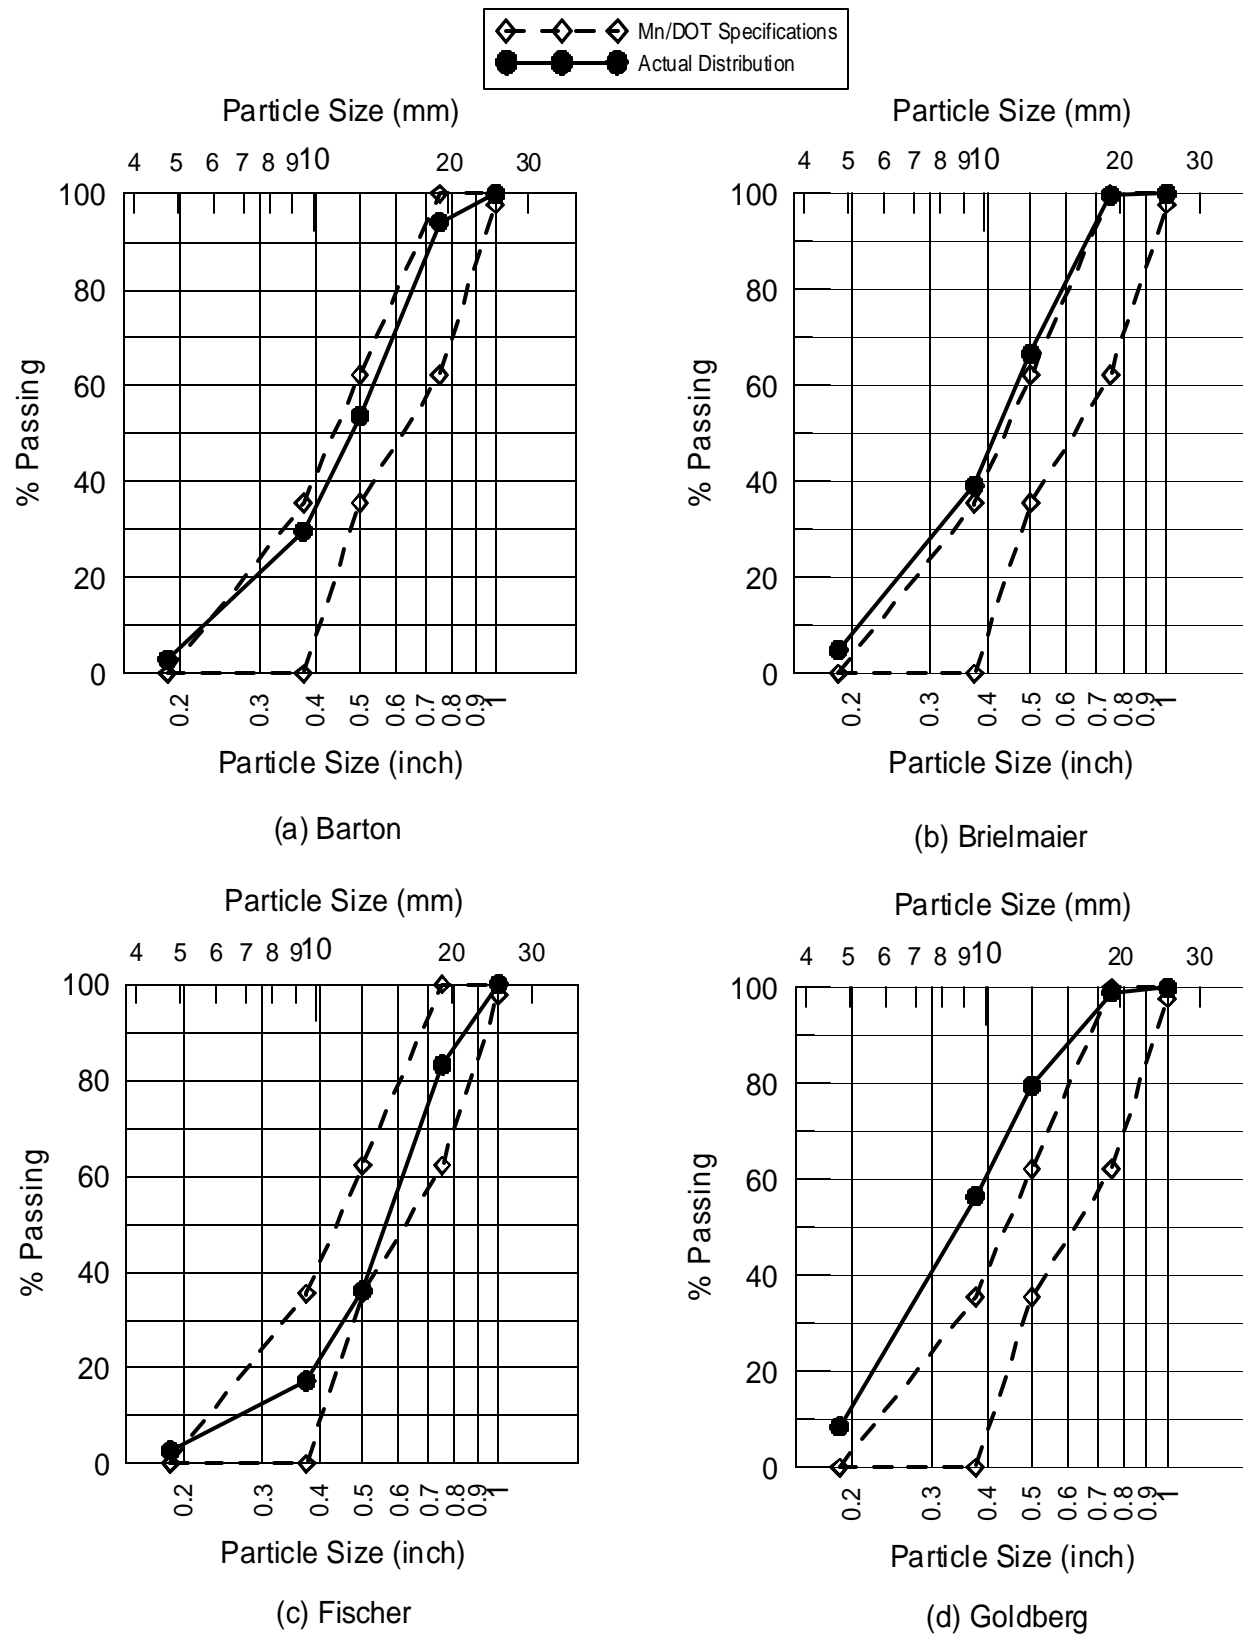 Mn/DOT Specifications
Actual Distribution
Particle Size (mm)
4 5 6 7 8 9 10 20 30
100
80
60
40
20
0
% Passing
0.2 0.3 0.4 0.5 0.6 0.7 0.8 0.9 1
Particle Size (inch)
(a) Barton
Particle Size (mm)
4 5 6 7 8 9 10 20 30
100
80
60
40
20
0
% Passing
0.2 0.3 0.4 0.5 0.6 0.7 0.8 0.9 1
Particle Size (inch)
(b) Brielmaier
Particle Size (mm)
4 5 6 7 8 9 10 20 30
100
80
60
40
20
0
% Passing
0.2 0.3 0.4 0.5 0.6 0.7 0.8 0.9 1
Particle Size (inch)
(c) Fischer
Particle Size (mm)
4 5 6 7 8 9 10 20 30
100
80
60
40
20
0
% Passing
0.2 0.3 0.4 0.5 0.6 0.7 0.8 0.9 1
Particle Size (inch)
(d) Goldberg